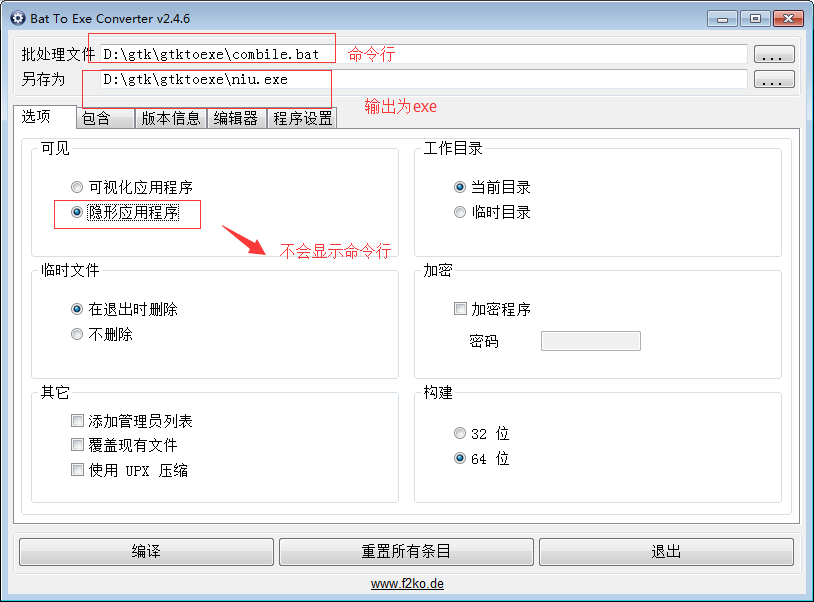 Bat To Exe Converter v2.4.6
批处理文件 D:\gtk\gtktoexe\combile.bat 命令行 ...
另存为 D:\gtk\gtktoexe\niu.exe ...
输出为exe
选项 包含 版本信息 编辑器 程序设置
可见 工作目录
可视化应用程序 当前目录
隐形应用程序 临时目录
不会显示命令行
临时文件 加密
在退出时删除 加密程序
不删除 密码
其它 构建
添加管理员列表 32 位
覆盖现有文件 64 位
使用 UPX 压缩
编译 重置所有条目 退出
www.f2ko.de